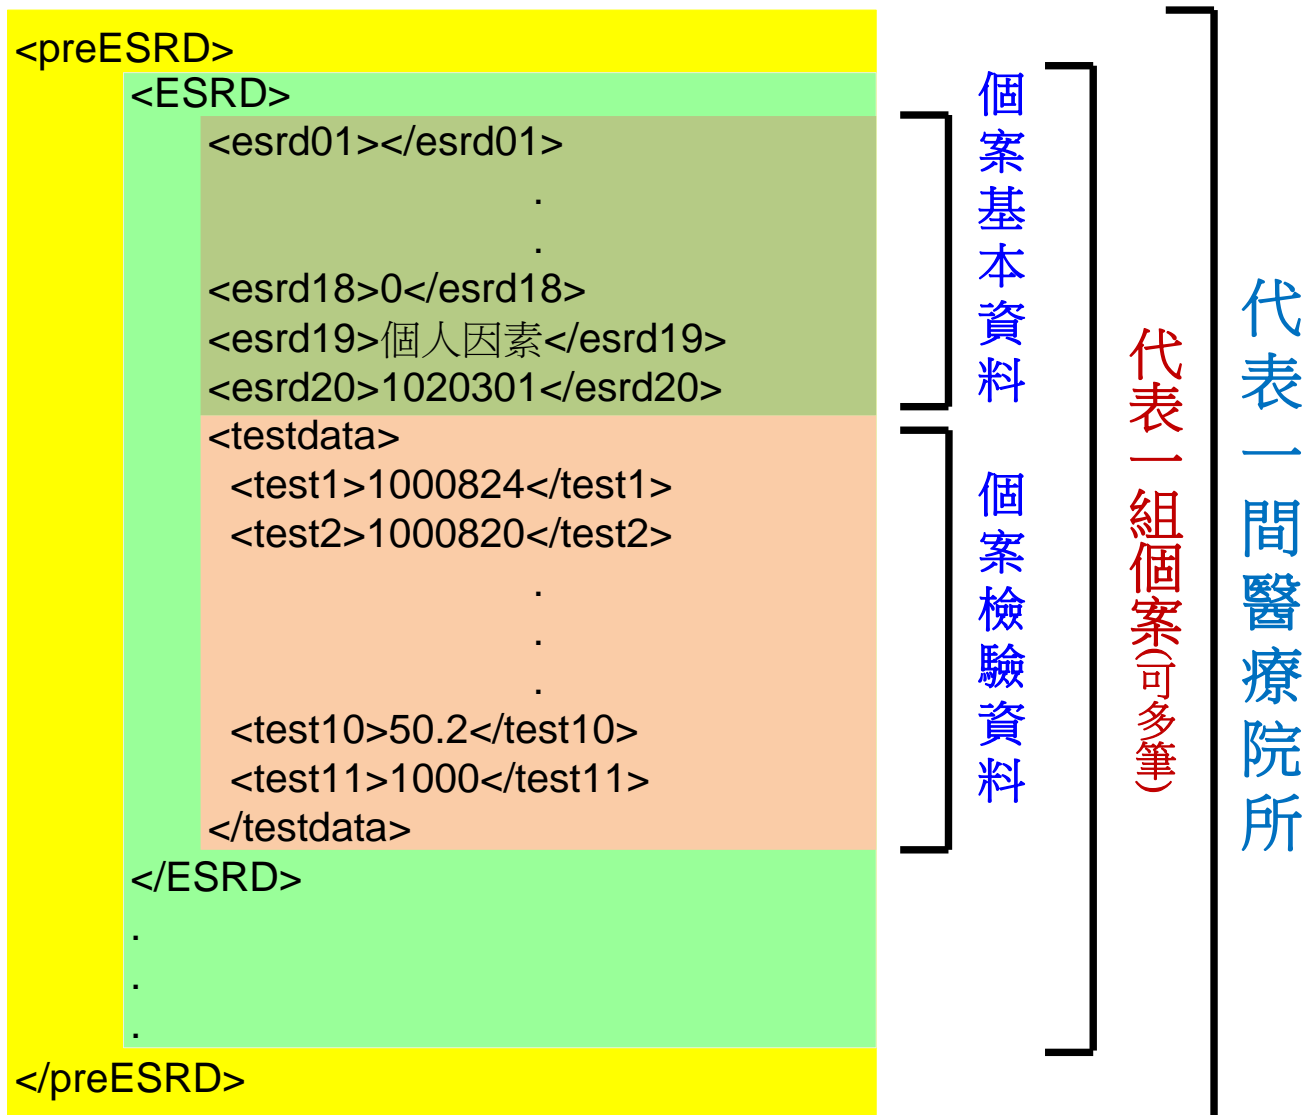 <preESRD>
<ESRD>
<esrd01></esrd01>
.
.
<esrd18>0</esrd18>
<esrd19>個人因素</esrd19>
<esrd20>1020301</esrd20>
<testdata>
<test1>1000824</test1>
<test2>1000820</test2>
.
.
.
<test10>50.2</test10>
<test11>1000</test11>
</testdata>
</ESRD>
.
.
.
</preESRD>
個案基本資料
個案檢驗資料
代表一組個案(可多筆)
代表一間醫療院所